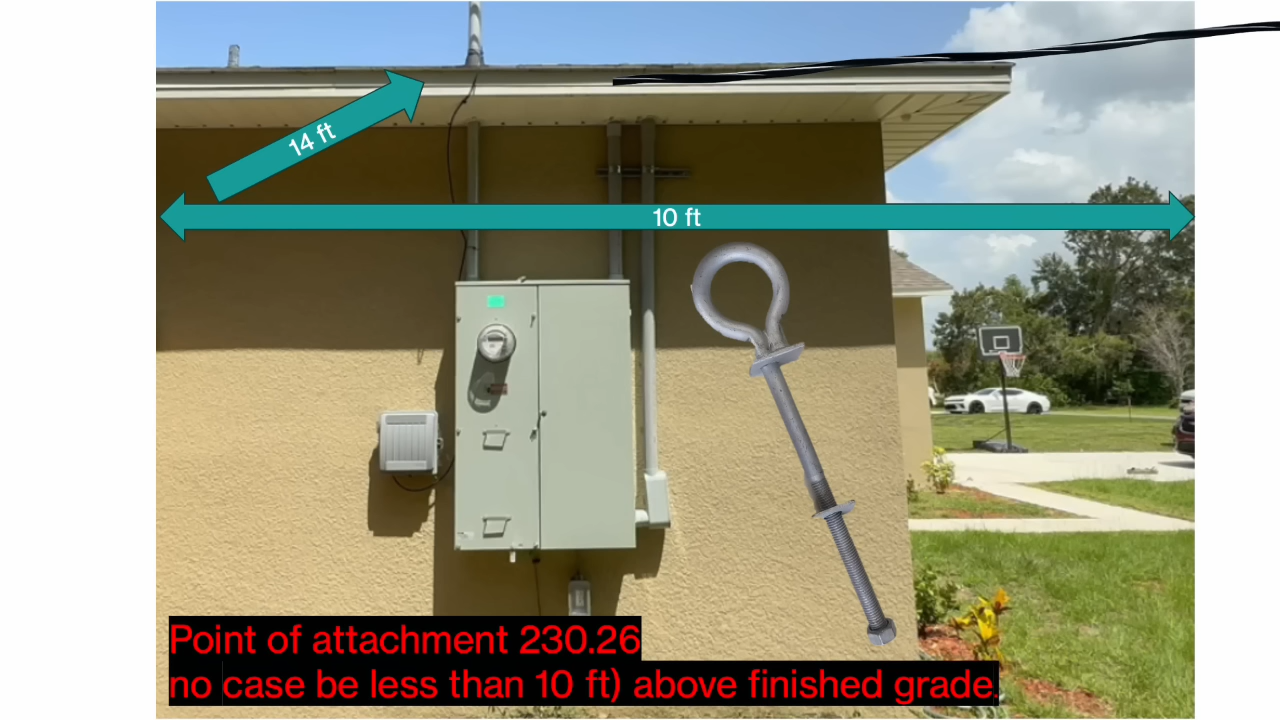 14 ft
10 ft
Point of attachment 230.26
no case be less than 10 ft) above finished grade.